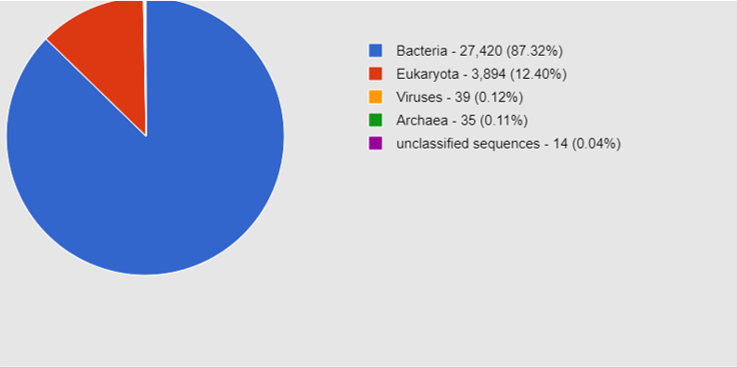 Bacteria - 27,420 (87.32%)
Eukaryota - 3,894 (12.40%)
Viruses - 39 (0.12%)
Archaea - 35 (0.11%)
unclassified sequences - 14 (0.04%)